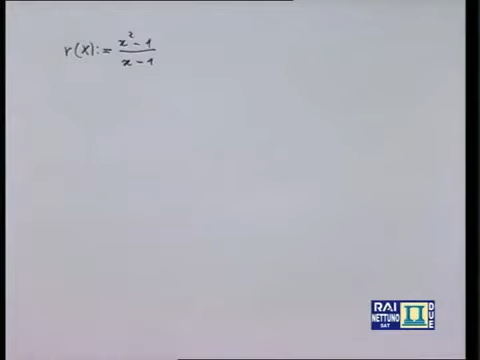 r(x) := x² - 1 / x - 1
RAI
NETTUNO
SAT
DUE